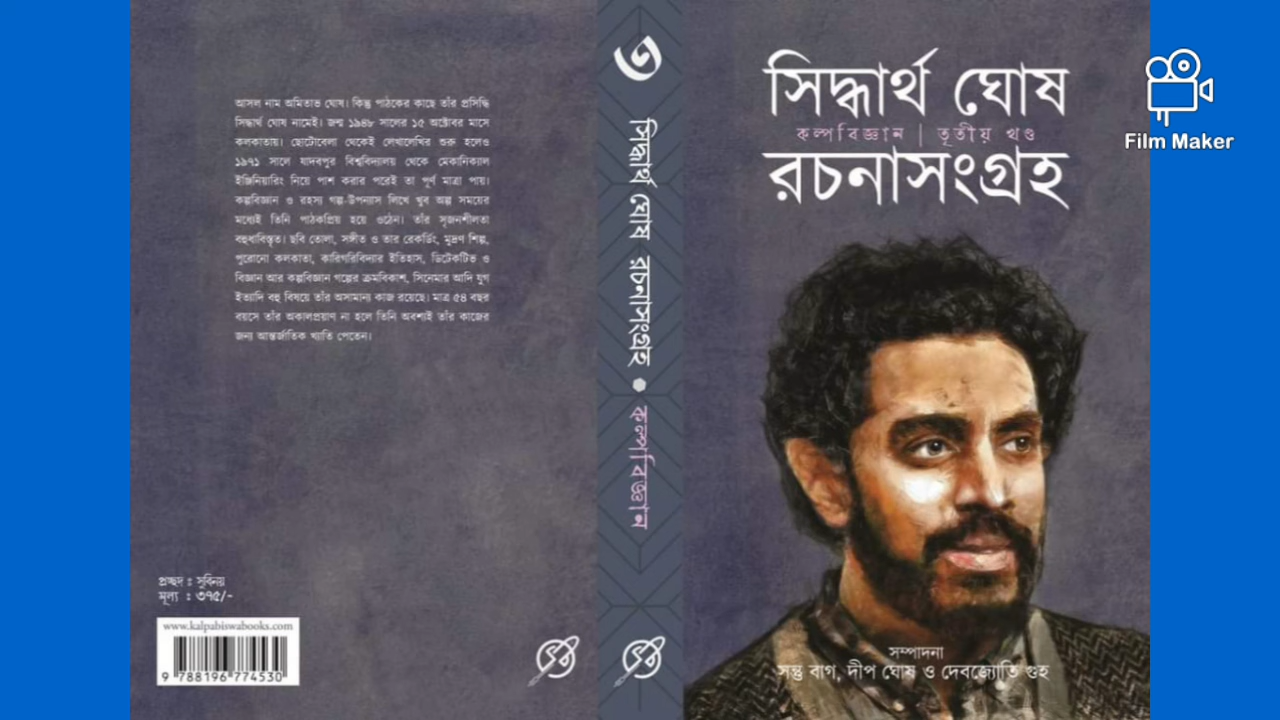 আসল নাম অমিতাভ ঘোষ। কিন্তু পাঠকের কাছে তাঁর প্রসিদ্ধি
সিদ্ধার্থ ঘোষ নামেই। জন্ম ১৯৪৮ সালের ১৫ অক্টোবর মাসে
কলকাতায়। ছোটোবেলা থেকেই লেখালেখির শুরু হলেও
১৯৭১ সালে যাদবপুর বিশ্ববিদ্যালয় থেকে মেকানিক্যাল
ইঞ্জিনিয়ারিং নিয়ে পাশ করার পরেই তা পূর্ণ মাত্রা পায়।
কল্পবিজ্ঞান ও রহস্য গল্প-উপন্যাস লিখে খুব অল্প সময়ের
মধ্যেই তিনি পাঠকপ্রিয় হয়ে ওঠেন। তাঁর সৃজনশীলতা
বহুধাবিস্তৃত। ছবি তোলা, সঙ্গীত ও তার রেকর্ডিং, মুদ্রণ শিল্প,
পুরোনো কলকাতা, কারিগরিবিদ্যার ইতিহাস, ডিটেকটিভ ও
বিজ্ঞান আর কল্পবিজ্ঞান গল্পের ক্রমবিকাশ, সিনেমার আদি যুগ
ইত্যাদি বহু বিষয়ে তাঁর অসামান্য কাজ রয়েছে। মাত্র ৫৪ বছর
বয়সে তাঁর অকালপ্রয়াণ না হলে তিনি অবশ্যই তাঁর কাজের
জন্য আন্তর্জাতিক খ্যাতি পেতেন।
প্রচ্ছদ : সুবিনয়
মূল্য : ৩৭৫/-
www.kalpabiswabooks.com
9 788196 774530
৩
সিদ্ধার্থ ঘোষ রচনাসংগ্রহ
কল্পবিজ্ঞান
সিদ্ধার্থ ঘোষ
কল্পবিজ্ঞান | তৃতীয় খণ্ড
রচনাসংগ্রহ
সম্পাদনা
সন্তু বাগ, দীপ ঘোষ ও দেবজ্যোতি গুহ
Film Maker